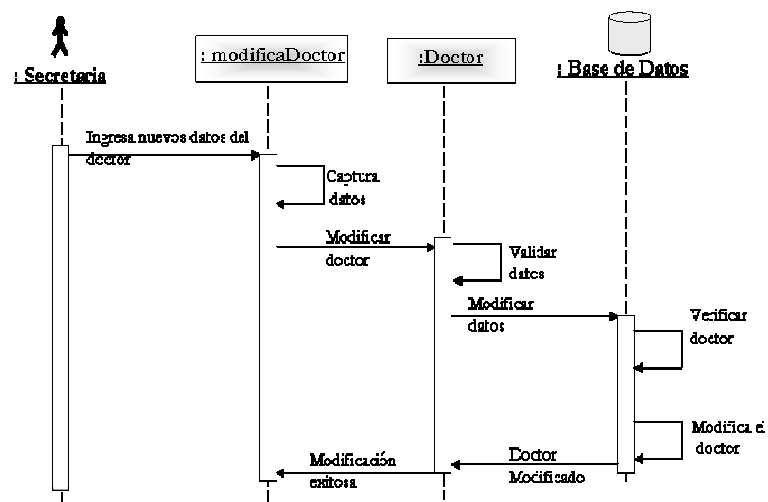 : Secretaria
: modificaDoctor
:Doctor
: Base de Datos
Ingresa nuevos datos del
doctor
Captura
datos
Modificar
doctor
Validar
datos
Modificar
datos
Verificar
doctor
Modifica el
doctor
Doctor
Modificado
Modificación
exitosa